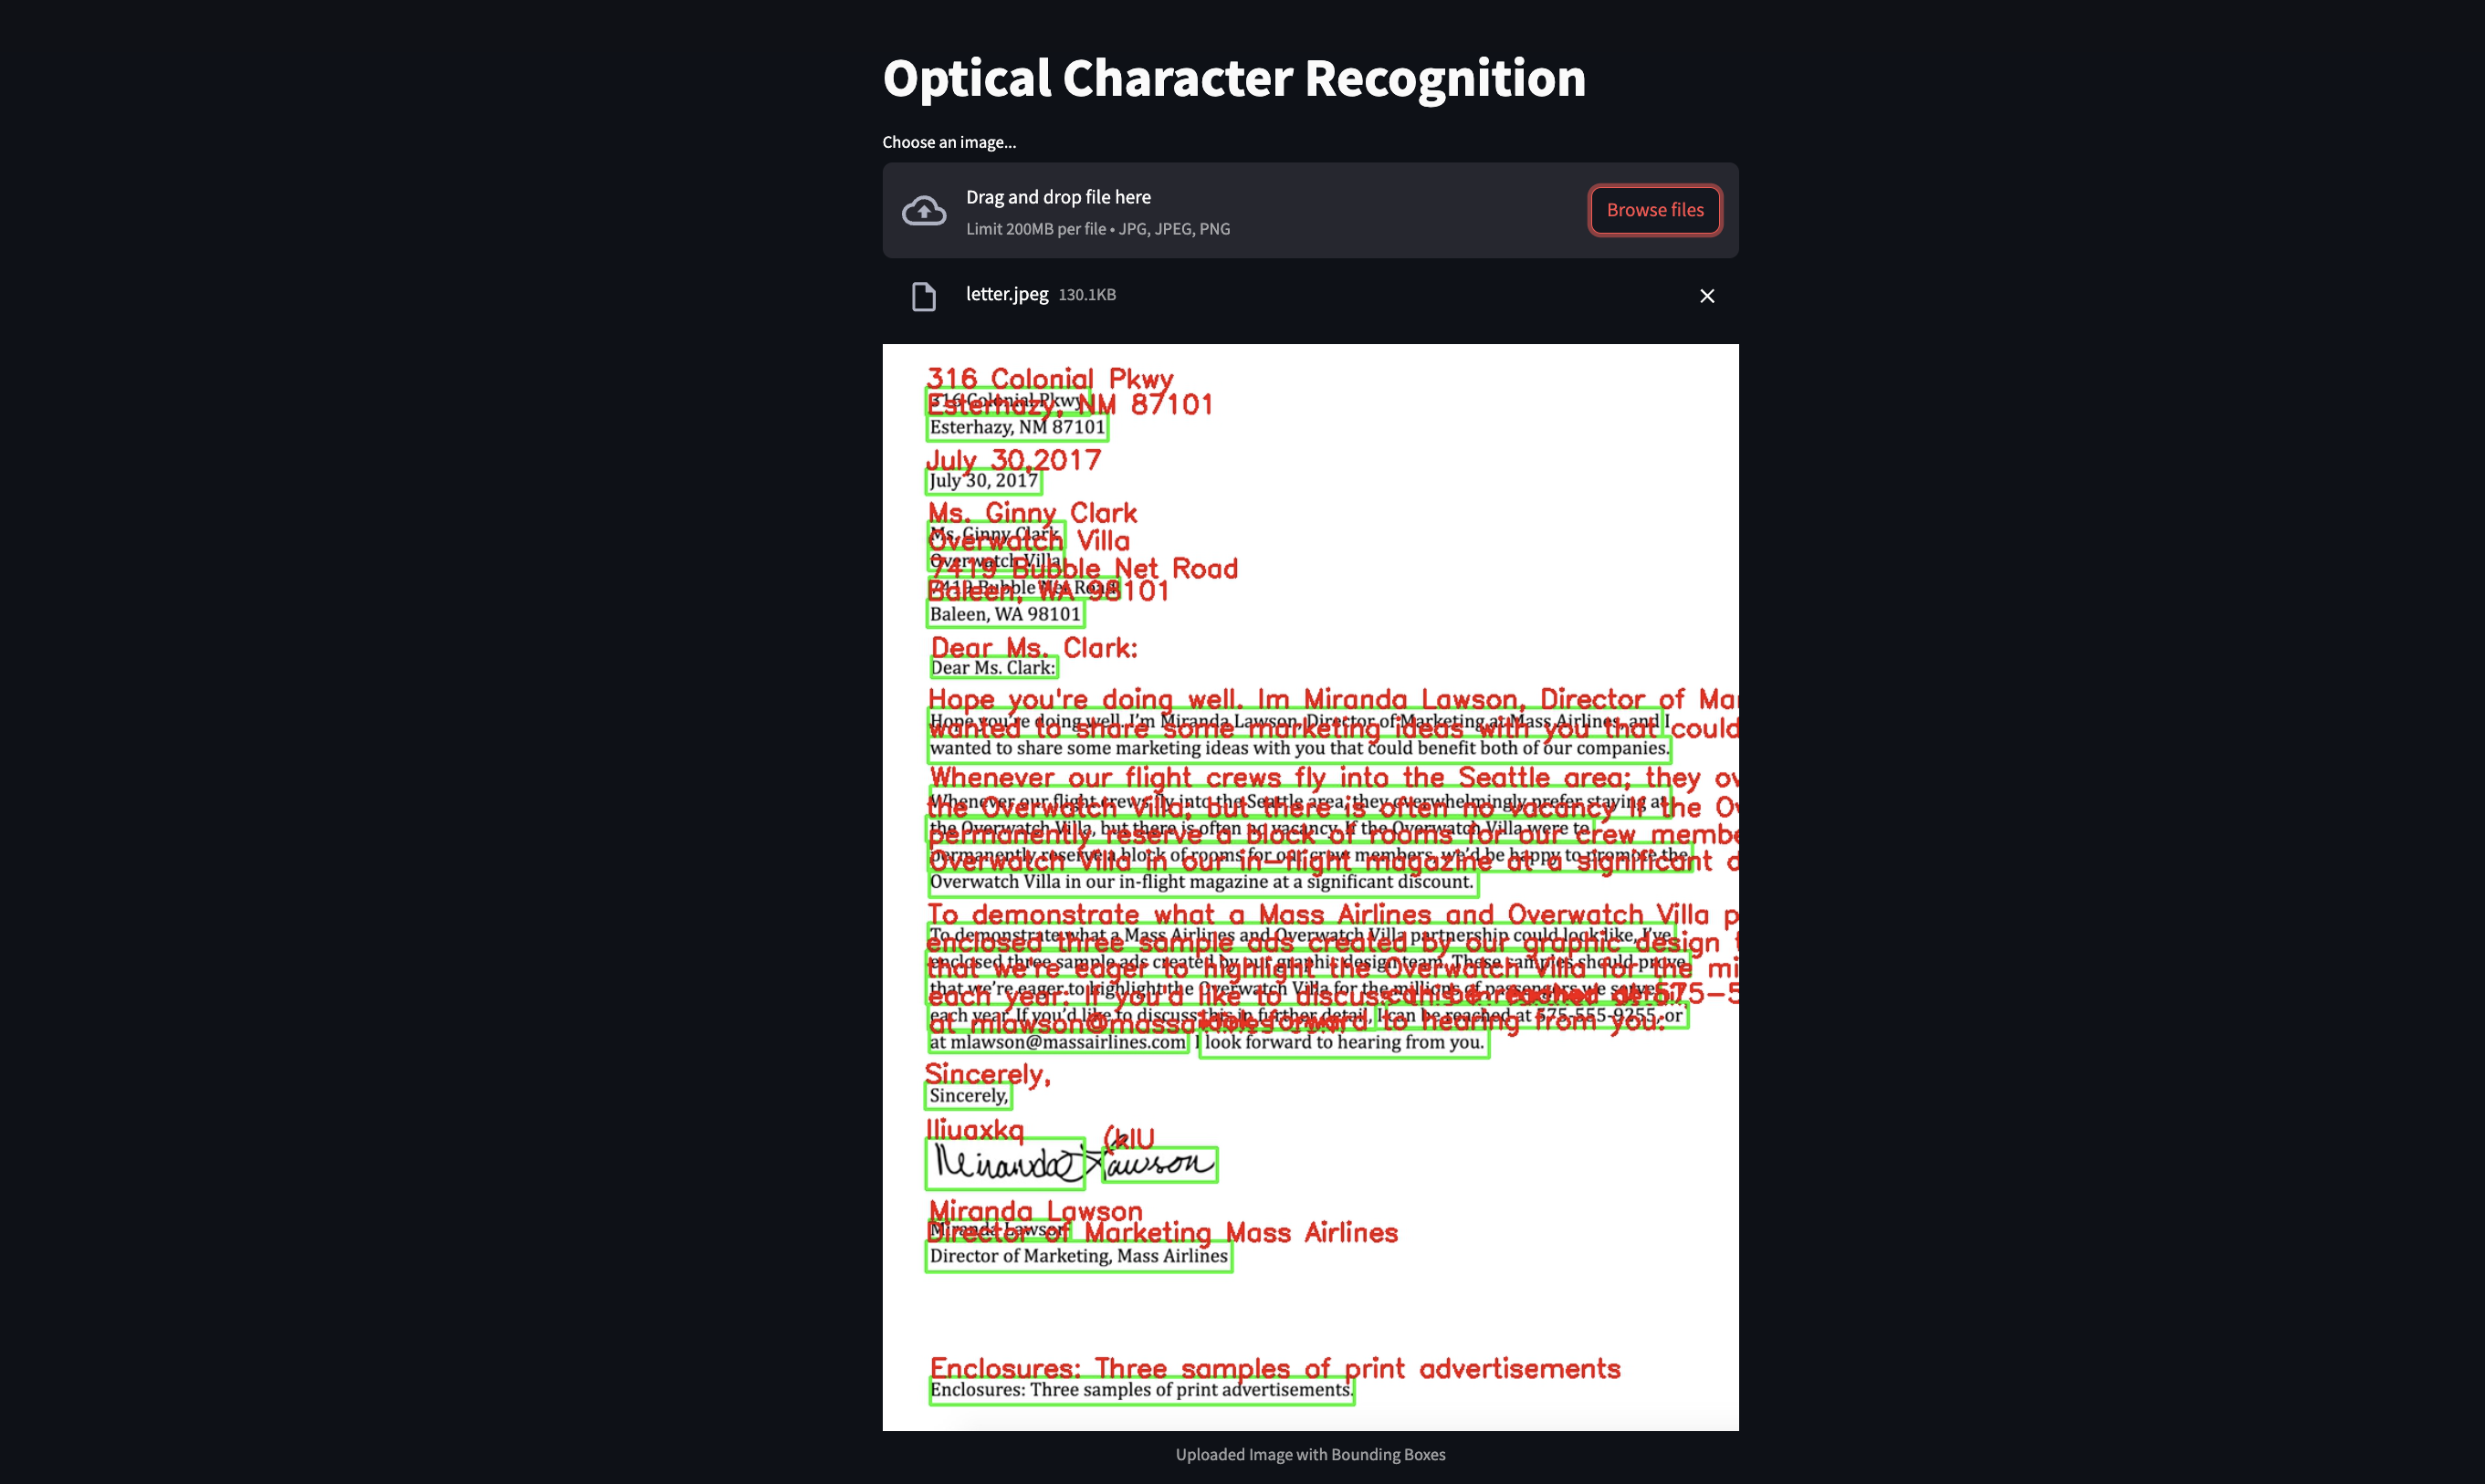 Optical Character Recognition
Choose an image...
Drag and drop file here
Limit 200MB per file • JPG, JPEG, PNG
Browse files
letter.jpeg 130.1KB
316 Colonial Pkwy
316 Colonial Pkwy
Esterhazy, NM 87101
Esterhazy, NM 87101
July 30,2017
July 30, 2017
Ms. Ginny Clark
Ms. Ginny Clark
Overwatch Villa
Overwatch Villa
7419 Bubble Net Road
7419 Bubble Net Road
Baleen, WA 98101
Baleen, WA 98101
Dear Ms. Clark:
Dear Ms. Clark:
Hope you're doing well. Im Miranda Lawson, Director of Mar
Hope you're doing well. I'm Miranda Lawson, Director of Marketing at Mass Airlines, and I
wanted to share some marketing ideas with you that could
wanted to share some marketing ideas with you that could benefit both of our companies.
Whenever our flight crews fly into the Seattle area; they ov
Whenever our flight crews fly into the Seattle area, they overwhelmingly prefer staying at
the Overwatch Villa, but there is often no vacancy If the Ov
the Overwatch Villa, but there is often no vacancy. If the Overwatch Villa were to
permanently reserve a block of rooms for our crew membe
permanently reserve a block of rooms for our crew members, we'd be happy to promote the
Overwatch Villa in our in-flight magazine at a significant d
Overwatch Villa in our in-flight magazine at a significant discount.
To demonstrate what a Mass Airlines and Overwatch Villa p
To demonstrate what a Mass Airlines and Overwatch Villa partnership could look like, I've
enclosed three sample ads created by our graphic design t
enclosed three sample ads created by our graphic design team. These samples should prove
that we're eager to highlight the Overwatch Villa for the mi
that we're eager to highlight the Overwatch Villa for the millions of passengers we serve
each year: If you'd like to discuss
each year. If you'd like to discuss this in further detail, I can be reached at 575-555-9255, or
at forward to hearing from you:
at mlawson@massairlines.com I look forward to hearing from you.
Sincerely,
Sincerely,
Iliuaxkq (kIU
Miranda Lawson
Miranda Lawson
Miranda Lawson
Director of Marketing Mass Airlines
Director of Marketing, Mass Airlines
Enclosures: Three samples of print advertisements
Enclosures: Three samples of print advertisements.
Uploaded Image with Bounding Boxes